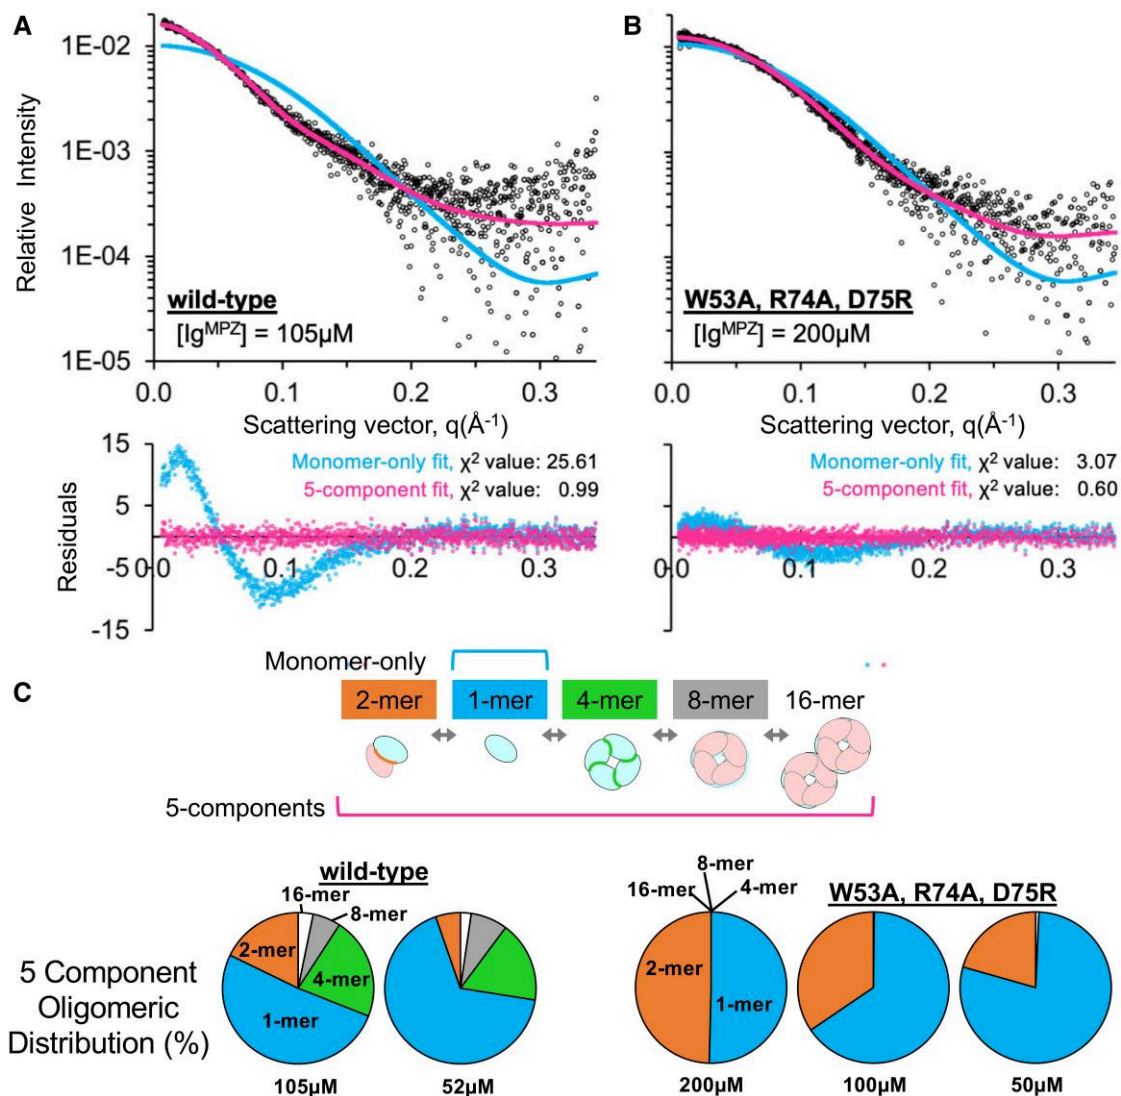 A
B
1E-02
1E-03
1E-04
1E-05
Relative Intensity
wild-type
[Ig^MPZ] = 105µM
W53A, R74A, D75R
[Ig^MPZ] = 200µM
0.0 0.1 0.2 0.3 0.0 0.1 0.2 0.3
Scattering vector, q(Å⁻¹) Scattering vector, q(Å⁻¹)
15
5
-5
-15
Residuals
Monomer-only fit, χ² value: 25.61
5-component fit, χ² value: 0.99
0.1 0.2 0.3
Monomer-only fit, χ² value: 3.07
5-component fit, χ² value: 0.60
0.1 0.2 0.3
C
Monomer-only
2-mer 1-mer 4-mer 8-mer 16-mer
5-components
5 Component
Oligomeric
Distribution (%)
wild-type
16-mer
8-mer
2-mer
4-mer
1-mer
105µM 52µM
W53A, R74A, D75R
8-mer
16-mer
4-mer
2-mer
1-mer
200µM 100µM 50µM